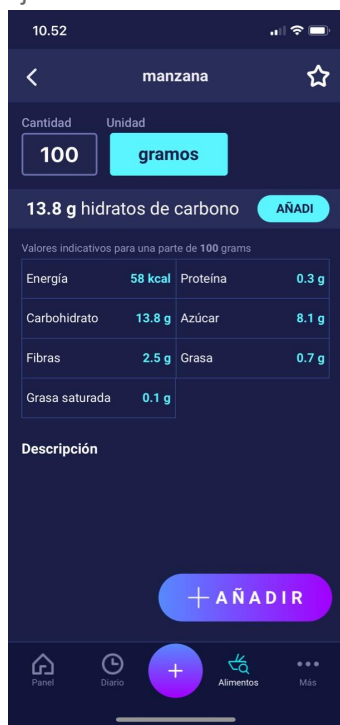 10.52
manzana
Cantidad Unidad
100 gramos
13.8 g hidratos de carbono AÑADI
Valores indicativos para una parte de 100 grams
Energía 58 kcal Proteína 0.3 g
Carbohidrato 13.8 g Azúcar 8.1 g
Fibras 2.5 g Grasa 0.7 g
Grasa saturada 0.1 g
Descripción
+ AÑADIR
Panel Diario + Alimentos Más